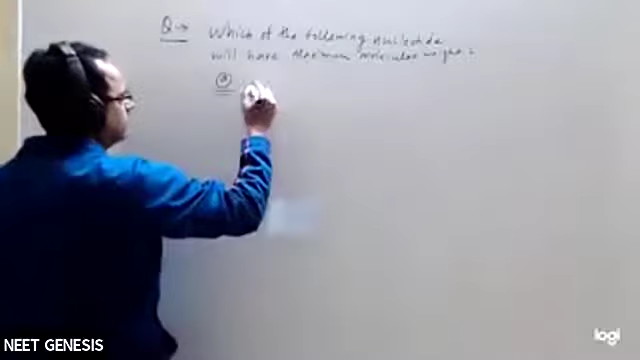 Which of the following nucleotide
will have Maximum molecular weight ?
a
NEET GENESIS
logi